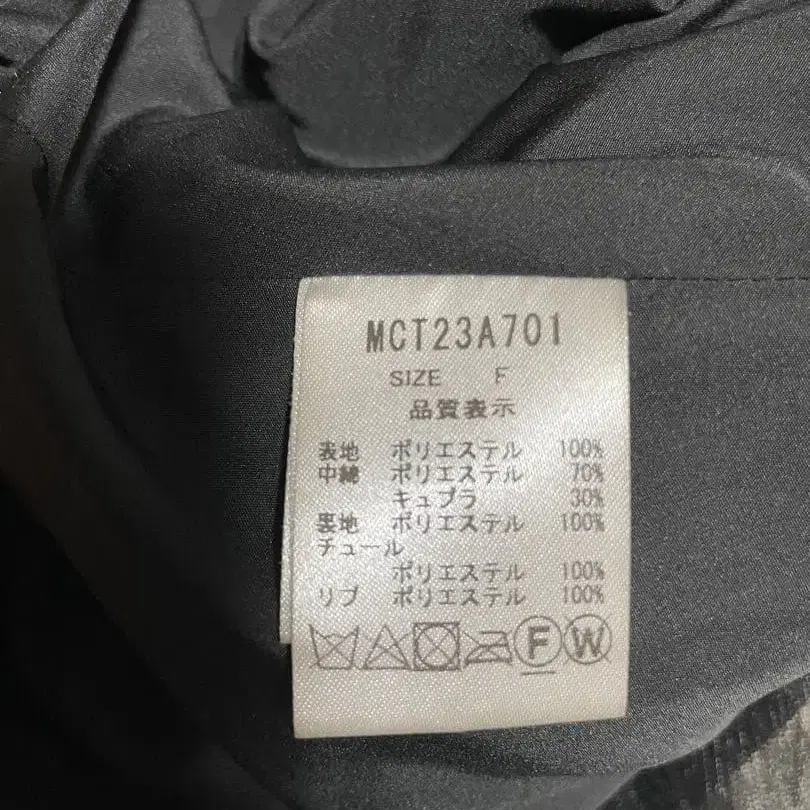 MCT23A701
SIZE F
品質表示
表地 ポリエステル 100%
中綿 ポリエステル 70%
キュプラ 30%
裏地 ポリエステル 100%
チュール
ポリエステル 100%
リブ ポリエステル 100%
F W